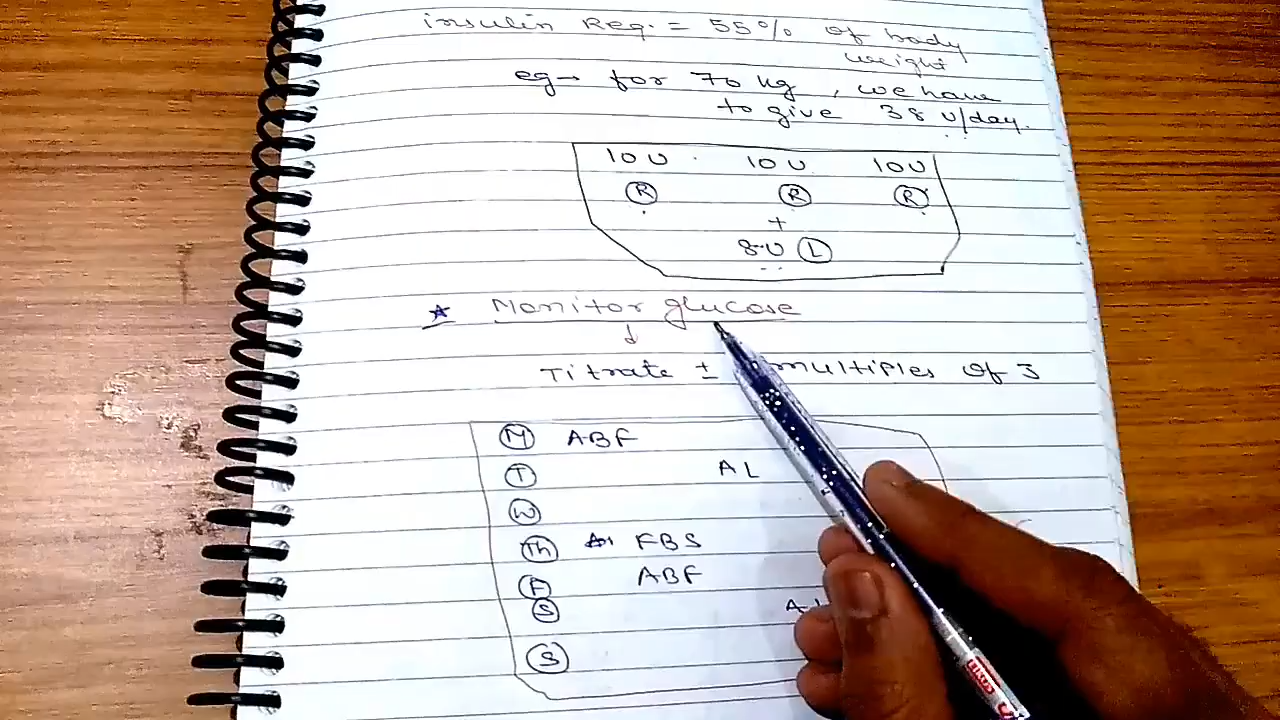 insulin Req. = 55% of body
weight
eg → for 70 kg, we have
to give 38 U/day.
10 U 10 U 10 U
R R R
+
8 U L
★ Monitor glucose
↓
Titrate ± multiples of 3
M ABF
T AL
W
Th FBS
F ABF
S
S